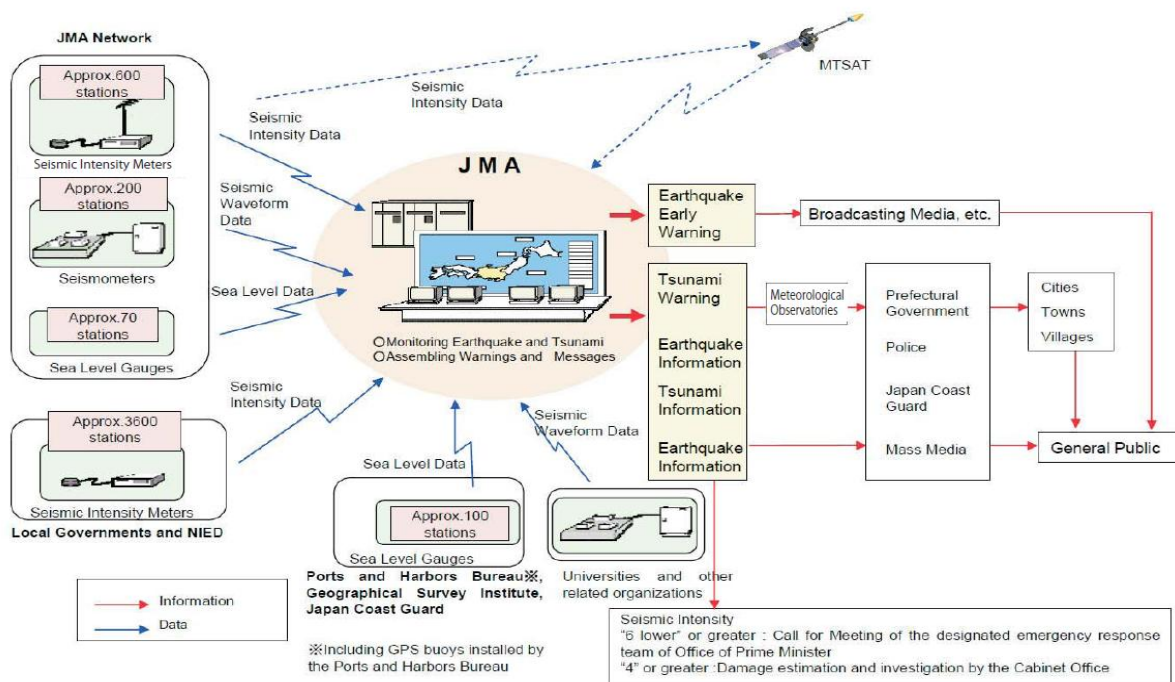 JMA Network
Approx.600
stations
Seismic Intensity Meters
Approx.200
stations
Seismometers
Approx.70
stations
Sea Level Gauges
Approx.3600
stations
Seismic Intensity Meters
Local Governments and NIED
Seismic
Intensity Data
Seismic
Waveform
Data
Sea Level Data
Seismic
Intensity Data
Seismic
Intensity Data
MTSAT
JMA
○Monitoring Earthquake and Tsunami
○Assembling Warnings and Messages
Sea Level Data
Seismic
Waveform Data
Approx.100
stations
Sea Level Gauges
Ports and Harbors Bureau※,
Geographical Survey Institute,
Japan Coast Guard
※Including GPS buoys installed by
the Ports and Harbors Bureau
Universities and other
related organizations
Earthquake
Early
Warning
Broadcasting Media, etc.
Tsunami
Warning
Earthquake
Information
Tsunami
Information
Earthquake
Information
Meteorological
Observatories
Prefectural
Government
Police
Japan Coast
Guard
Mass Media
Cities
Towns
Villages
General Public
Information
Data
Seismic Intensity
"6 lower" or greater : Call for Meeting of the designated emergency response
team of Office of Prime Minister
"4" or greater :Damage estimation and investigation by the Cabinet Office